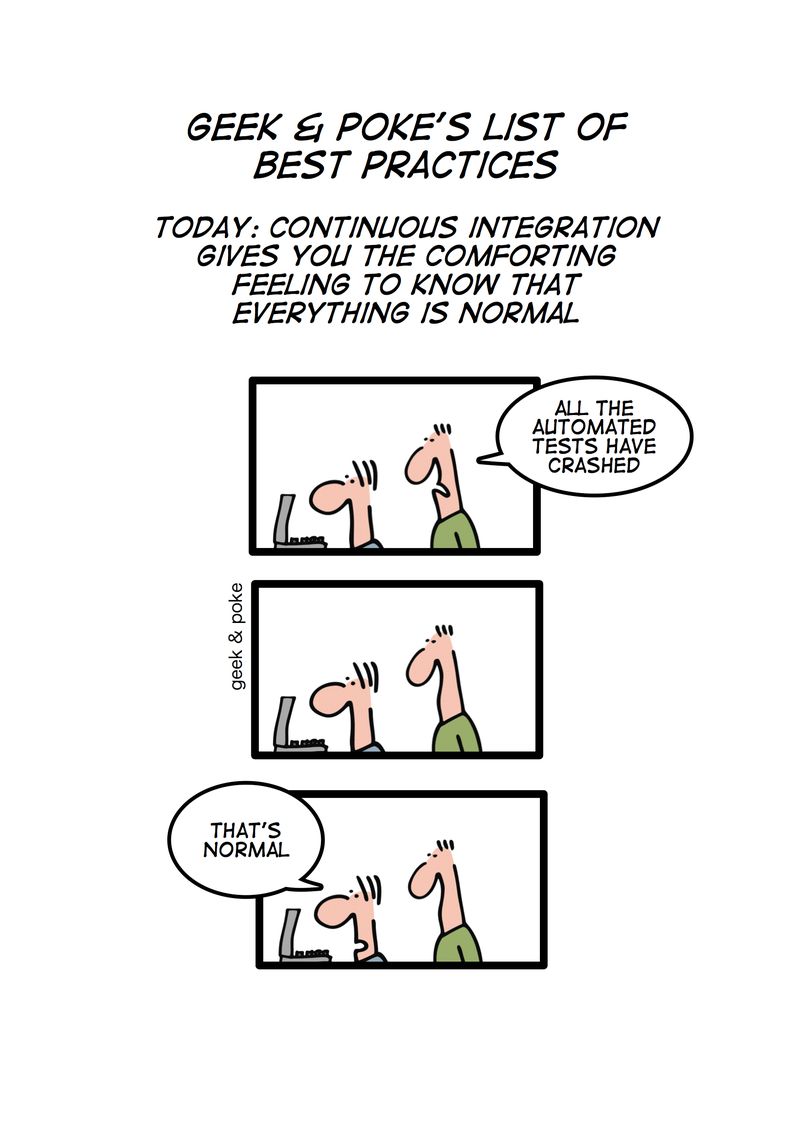 GEEK & POKE'S LIST OF
BEST PRACTICES
TODAY: CONTINUOUS INTEGRATION
GIVES YOU THE COMFORTING
FEELING TO KNOW THAT
EVERYTHING IS NORMAL
ALL THE
AUTOMATED
TESTS HAVE
CRASHED
geek & poke
THAT'S
NORMAL